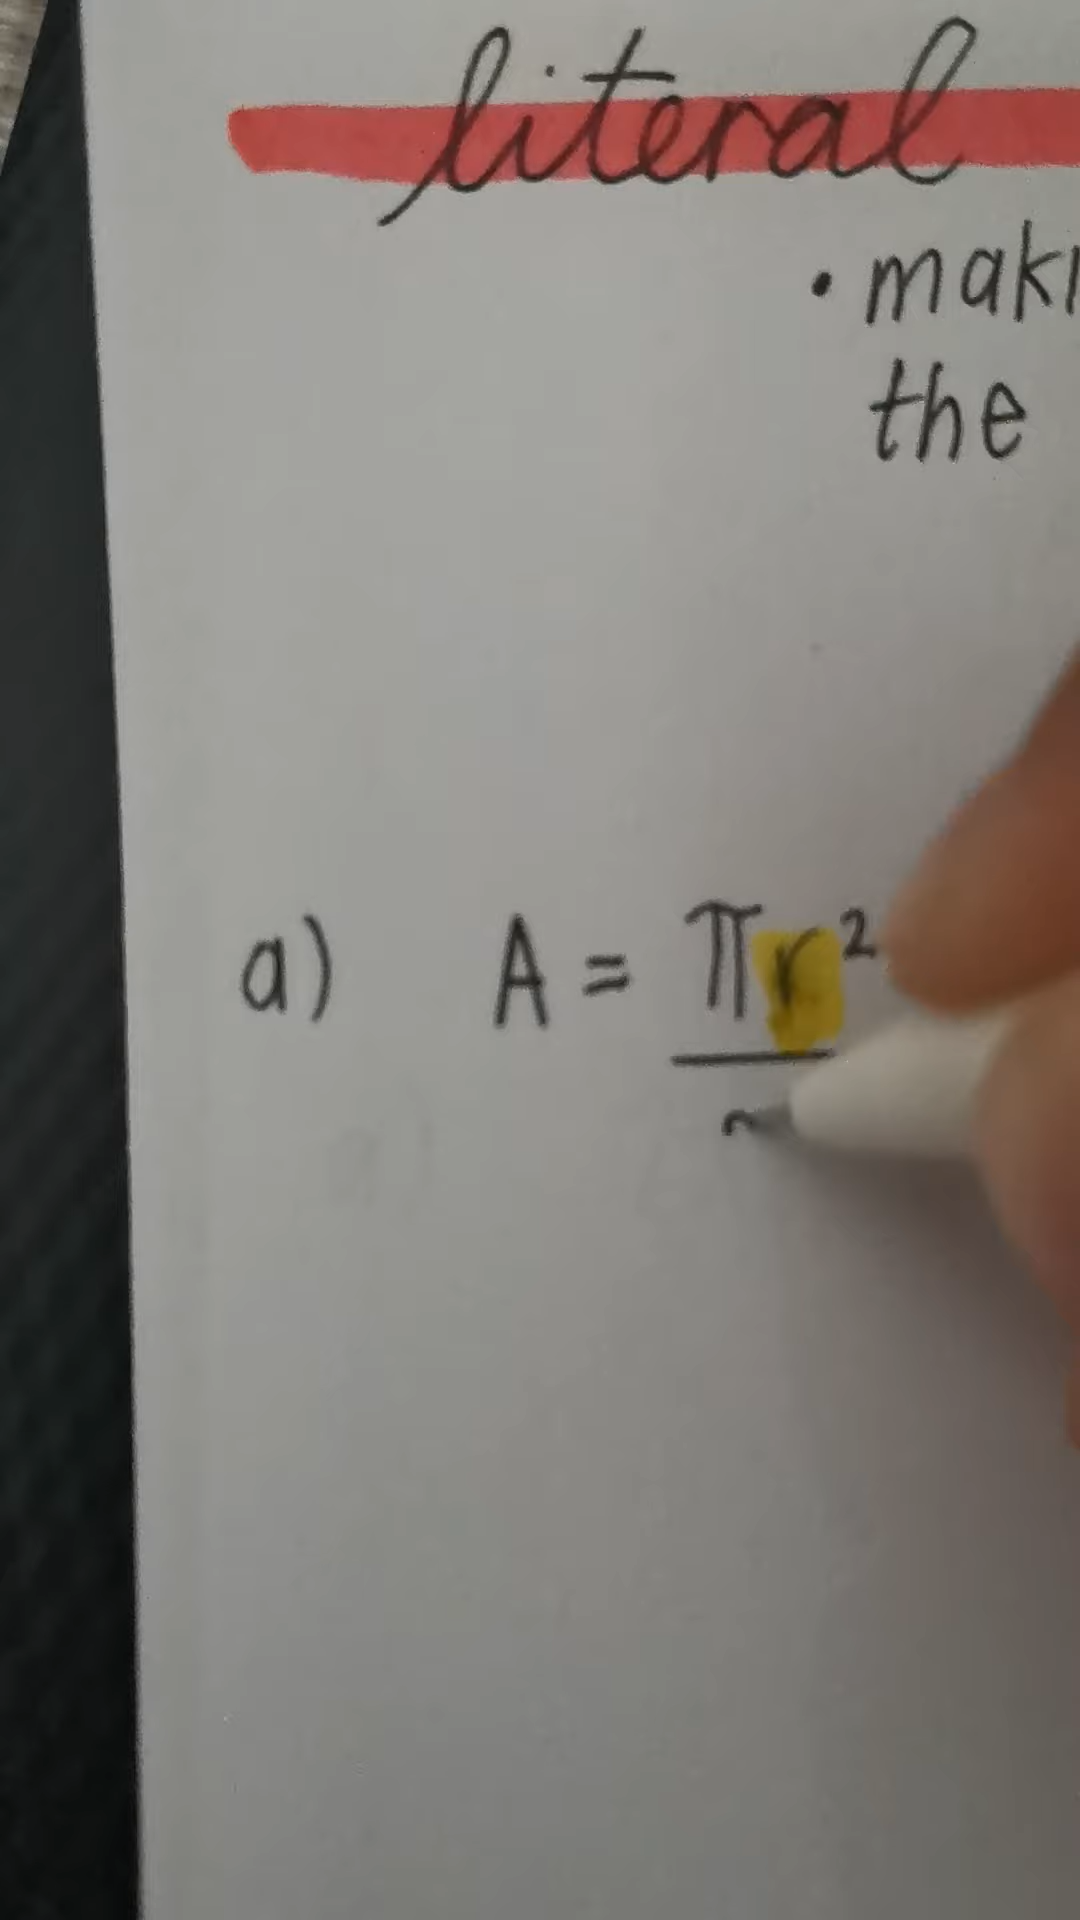 literal
• maki
the
a) A = πr²